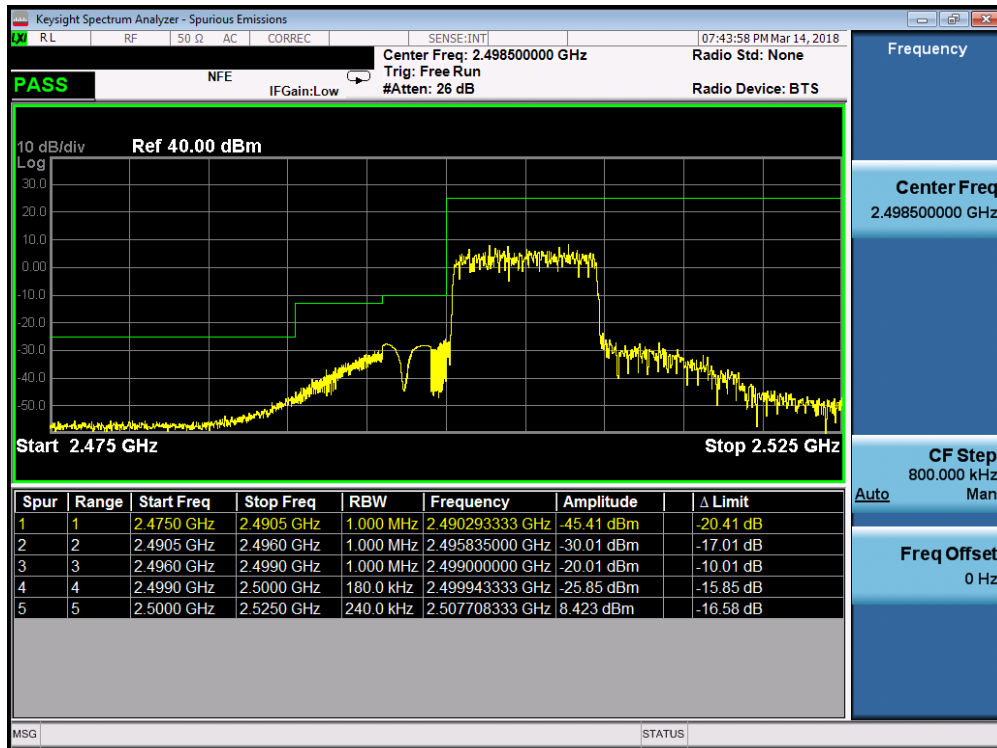 Keysight Spectrum Analyzer - Spurious Emissions
LXI RL RF 50 Ω AC CORREC SENSE:INT 07:43:58 PM Mar 14, 2018
Center Freq: 2.498500000 GHz Radio Std: None
PASS NFE Trig: Free Run
IFGain:Low #Atten: 26 dB Radio Device: BTS
Frequency
10 dB/div Ref 40.00 dBm
Log
30.0
20.0
10.0
0.00
-10.0
-20.0
-30.0
-40.0
-50.0
Start 2.475 GHz Stop 2.525 GHz
Spur Range Start Freq Stop Freq RBW Frequency Amplitude Δ Limit
1 1 2.4750 GHz 2.4905 GHz 1.000 MHz 2.490293333 GHz -45.41 dBm -20.41 dB
2 2 2.4905 GHz 2.4960 GHz 1.000 MHz 2.495835000 GHz -30.01 dBm -17.01 dB
3 3 2.4960 GHz 2.4990 GHz 1.000 MHz 2.499000000 GHz -20.01 dBm -10.01 dB
4 4 2.4990 GHz 2.5000 GHz 180.0 kHz 2.499943333 GHz -25.85 dBm -15.85 dB
5 5 2.5000 GHz 2.5250 GHz 240.0 kHz 2.507708333 GHz 8.423 dBm -16.58 dB
Center Freq
2.498500000 GHz
CF Step
800.000 kHz
Auto Man
Freq Offset
0 Hz
MSG STATUS